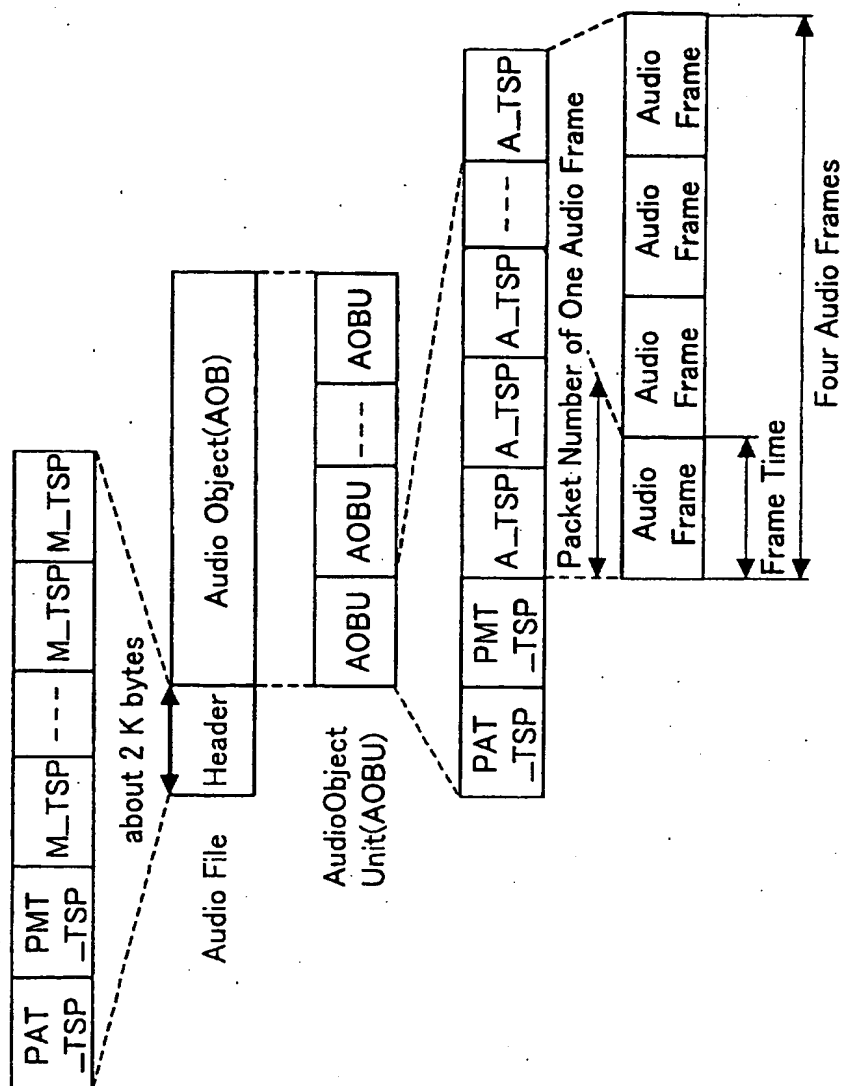 PAT
_TSP
PMT
_TSP
M_TSP
---
M_TSP
M_TSP
about 2 K bytes
Audio File
Header
Audio Object(AOB)
AudioObject
Unit(AOBU)
AOBU
AOBU
---
AOBU
PAT
_TSP
PMT
_TSP
A_TSP
A_TSP
A_TSP
---
A_TSP
Packet Number of One Audio Frame
Audio
Frame
Audio
Frame
Audio
Frame
Audio
Frame
Frame Time
Four Audio Frames